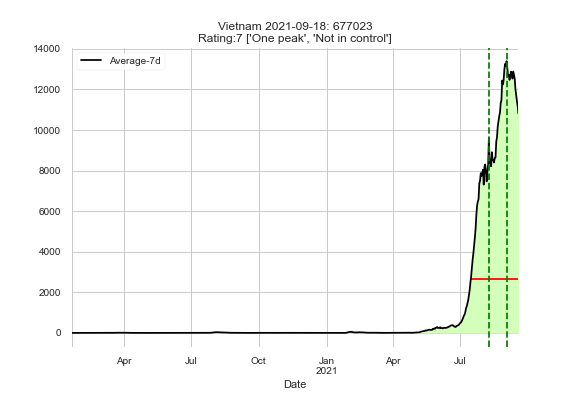 Vietnam 2021-09-18: 677023
Rating:7 ['One peak', 'Not in control']
14000
Average-7d
12000
10000
8000
6000
4000
2000
0
Apr Jul Oct Jan Apr Jul
2021
Date